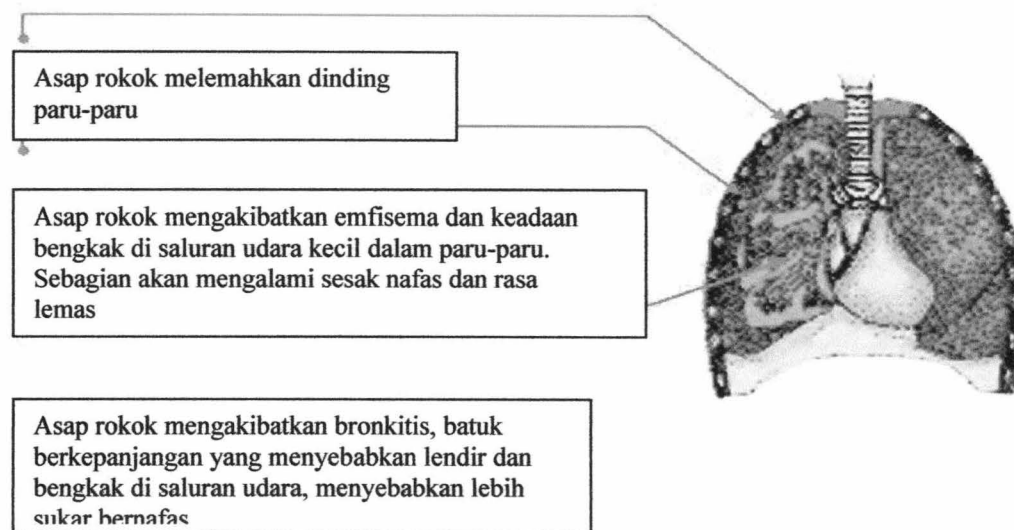 Asap rokok melemahkan dinding
paru-paru
Asap rokok mengakibatkan emfisema dan keadaan
bengkak di saluran udara kecil dalam paru-paru.
Sebagian akan mengalami sesak nafas dan rasa
lemas
Asap rokok mengakibatkan bronkitis, batuk
berkepanjangan yang menyebabkan lendir dan
bengkak di saluran udara, menyebabkan lebih
sukar bernafas